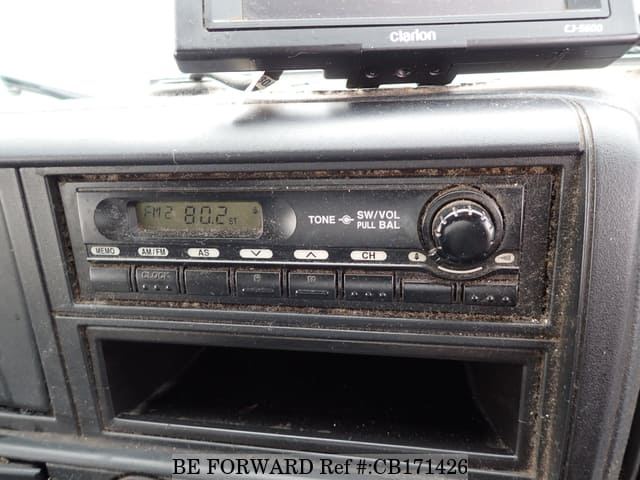 clarion CJ-5600
FM2 80.2 ST
TONE SW/VOL
PULL BAL
MEMO AM/FM AS CH
CLOCK
BE FORWARD Ref #:CB171426